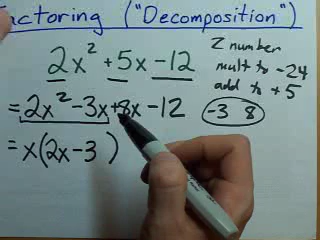 Factoring ("Decomposition")
2x² + 5x - 12
2 number
mult to -24
add to + 5
-3 8
= 2x² - 3x + 8x - 12
= x(2x - 3 )